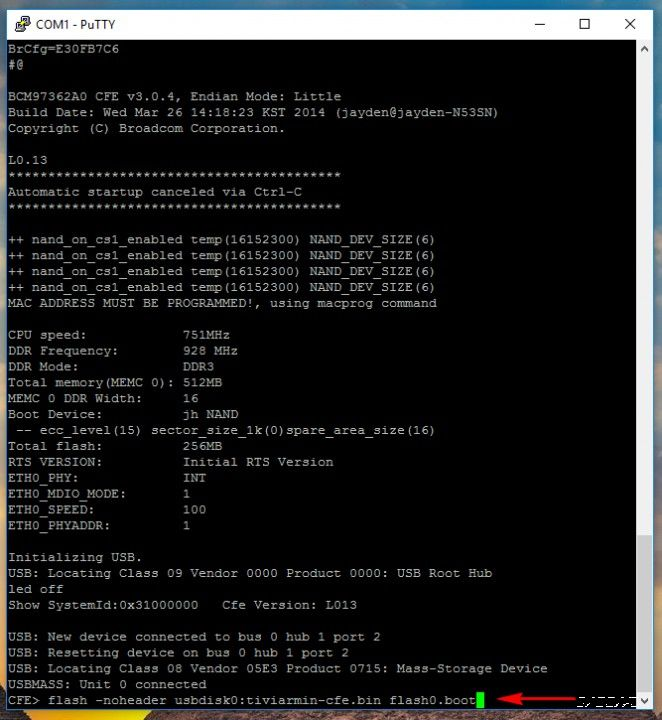 COM1 - PuTTY
BrCfg=E30FB7C6
#@
BCM97362A0 CFE v3.0.4, Endian Mode: Little
Build Date: Wed Mar 26 14:18:23 KST 2014 (jayden@jayden-N53SN)
Copyright (C) Broadcom Corporation.
L0.13
*******************************************
Automatic startup canceled via Ctrl-C
*******************************************
++ nand_on_cs1_enabled temp(16152300) NAND_DEV_SIZE(6)
++ nand_on_cs1_enabled temp(16152300) NAND_DEV_SIZE(6)
++ nand_on_cs1_enabled temp(16152300) NAND_DEV_SIZE(6)
++ nand_on_cs1_enabled temp(16152300) NAND_DEV_SIZE(6)
MAC ADDRESS MUST BE PROGRAMMED!, using macprog command
CPU speed: 751MHz
DDR Frequency: 928 MHz
DDR Mode: DDR3
Total memory(MEMC 0): 512MB
MEMC 0 DDR Width: 16
Boot Device: jh NAND
-- ecc_level(15) sector_size_1k(0)spare_area_size(16)
Total flash: 256MB
RTS VERSION: Initial RTS Version
ETH0_PHY: INT
ETH0_MDIO_MODE: 1
ETH0_SPEED: 100
ETH0_PHYADDR: 1
Initializing USB.
USB: Locating Class 09 Vendor 0000 Product 0000: USB Root Hub
led off
Show SystemId:0x31000000 Cfe Version: L013
USB: New device connected to bus 0 hub 1 port 2
USB: Resetting device on bus 0 hub 1 port 2
USB: Locating Class 08 Vendor 05E3 Product 0715: Mass-Storage Device
USBMASS: Unit 0 connected
CFE> flash -noheader usbdisk0:tiviarmin-cfe.bin flash0.boot